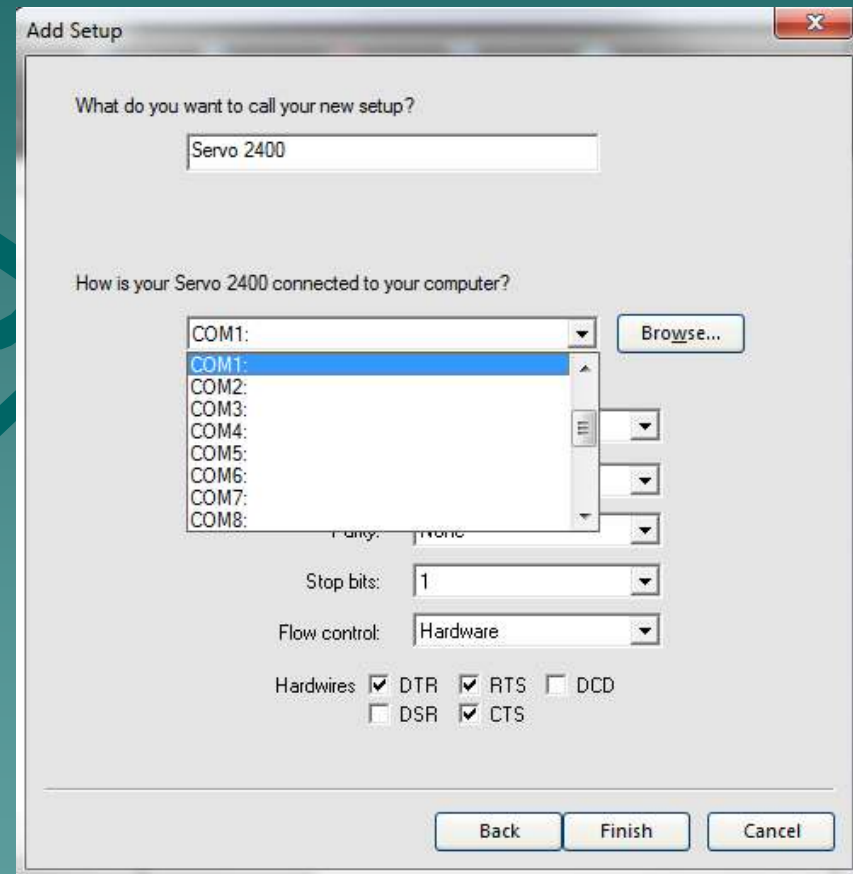 Add Setup
What do you want to call your new setup?
Servo 2400
How is your Servo 2400 connected to your computer?
COM1: Browse...
COM1:
COM2:
COM3:
COM4:
COM5:
COM6:
COM7:
COM8:
Stop bits: 1
Flow control: Hardware
Hardwires DTR RTS DCD
DSR CTS
Back Finish Cancel